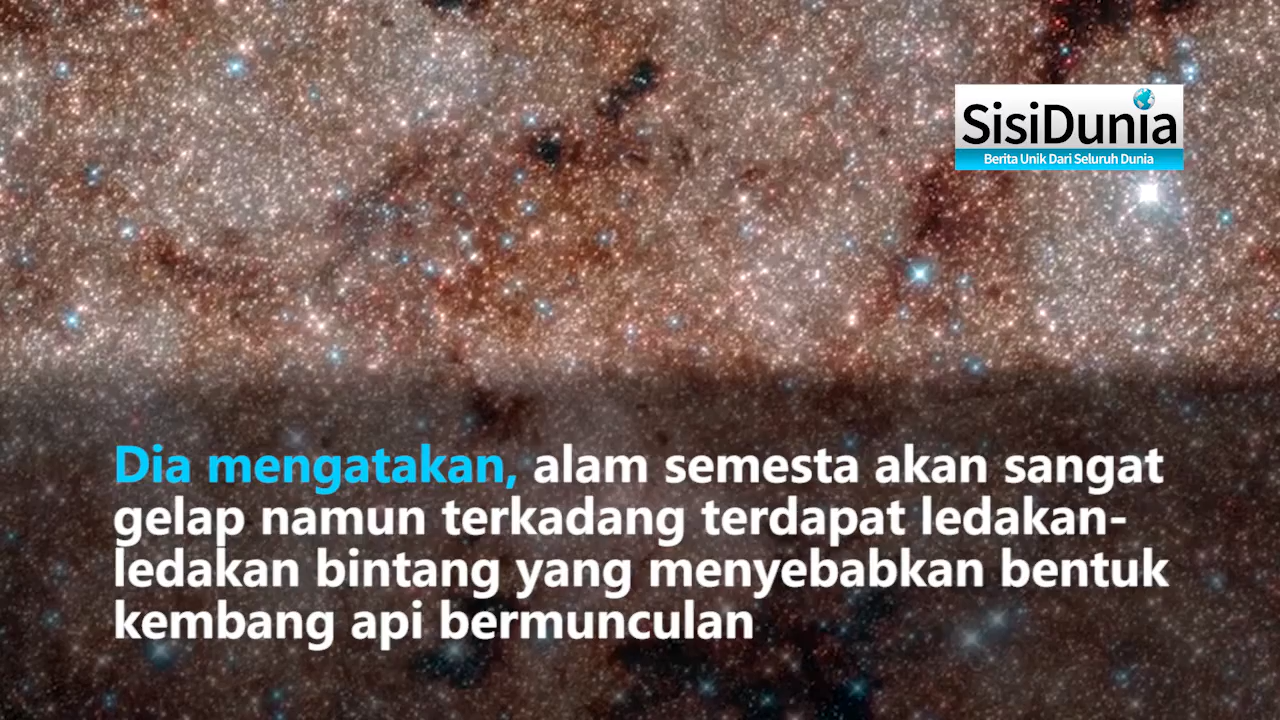 SisiDunia
Berita Unik Dari Seluruh Dunia
Dia mengatakan, alam semesta akan sangat
gelap namun terkadang terdapat ledakan-
ledakan bintang yang menyebabkan bentuk
kembang api bermunculan